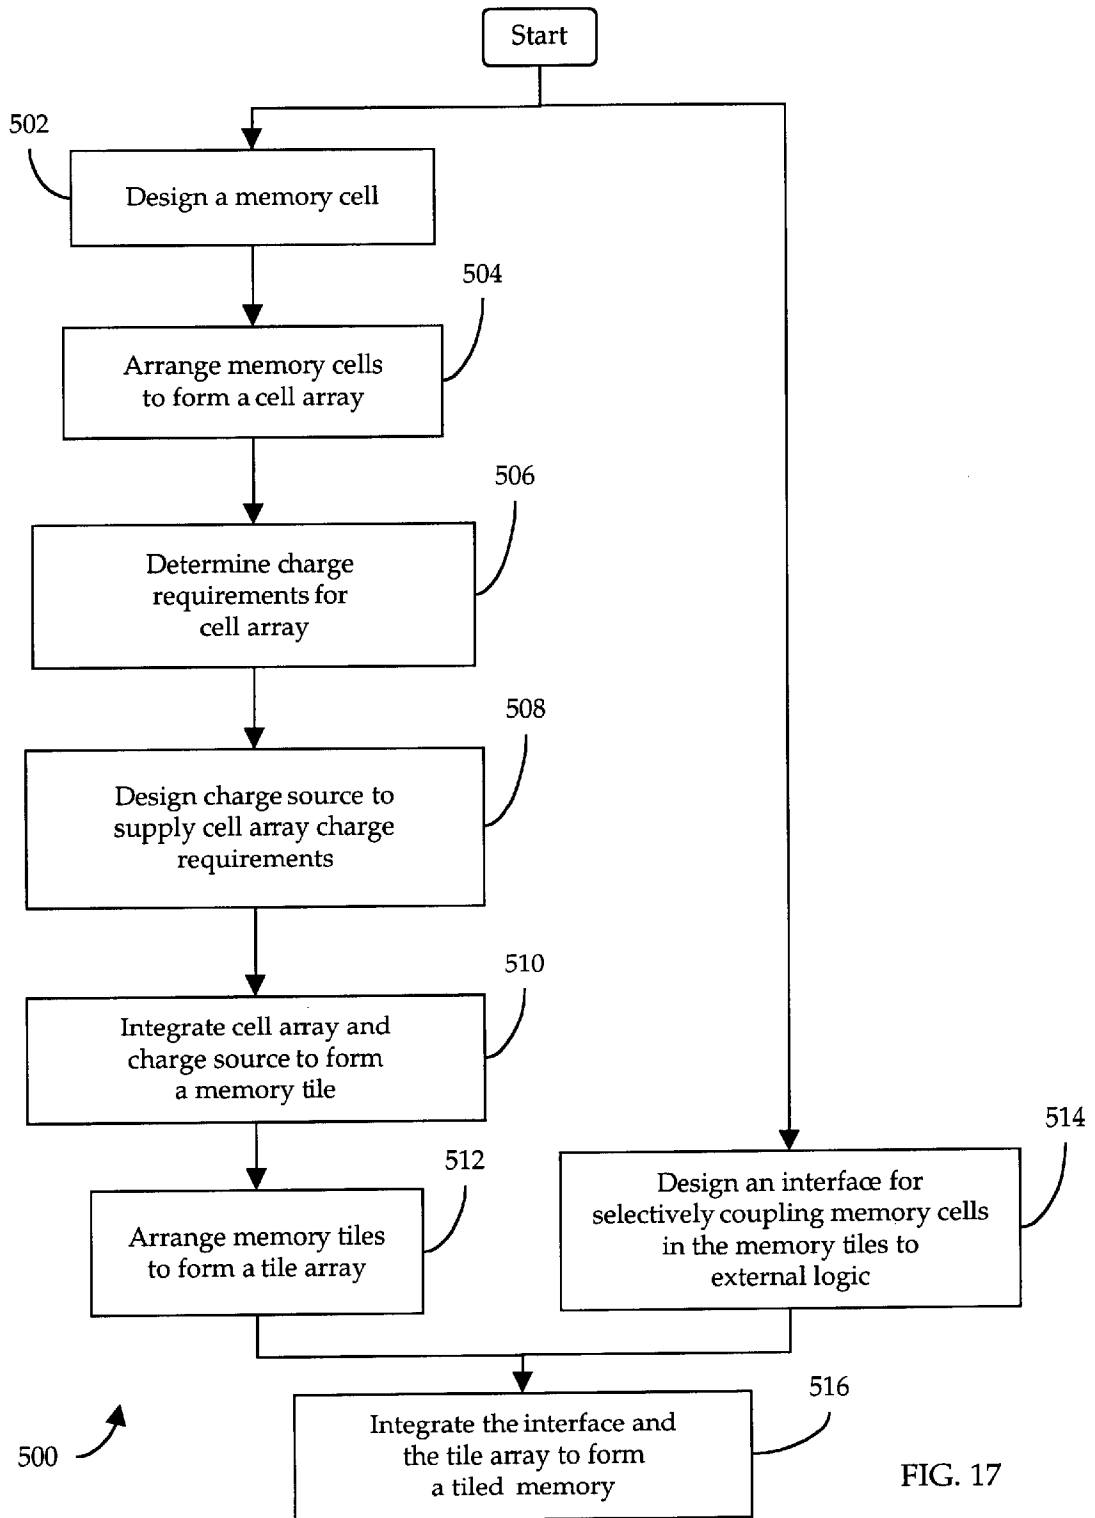 Start
502
Design a memory cell
504
Arrange memory cells
to form a cell array
506
Determine charge
requirements for
cell array
508
Design charge source to
supply cell array charge
requirements
510
Integrate cell array and
charge source to form
a memory tile
512
Arrange memory tiles
to form a tile array
514
Design an interface for
selectively coupling memory cells
in the memory tiles to
external logic
516
Integrate the interface and
the tile array to form
a tiled memory
500
FIG. 17